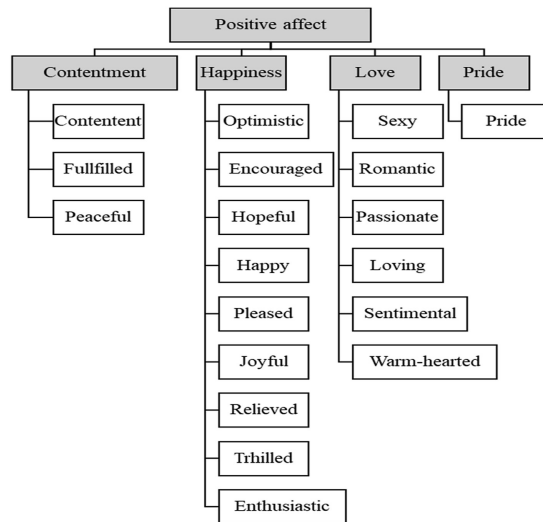 Positive affect
Contentment
Happiness
Love
Pride
Contentent
Fullfilled
Peaceful
Optimistic
Encouraged
Hopeful
Happy
Pleased
Joyful
Relieved
Trhilled
Enthusiastic
Sexy
Romantic
Passionate
Loving
Sentimental
Warm-hearted
Pride